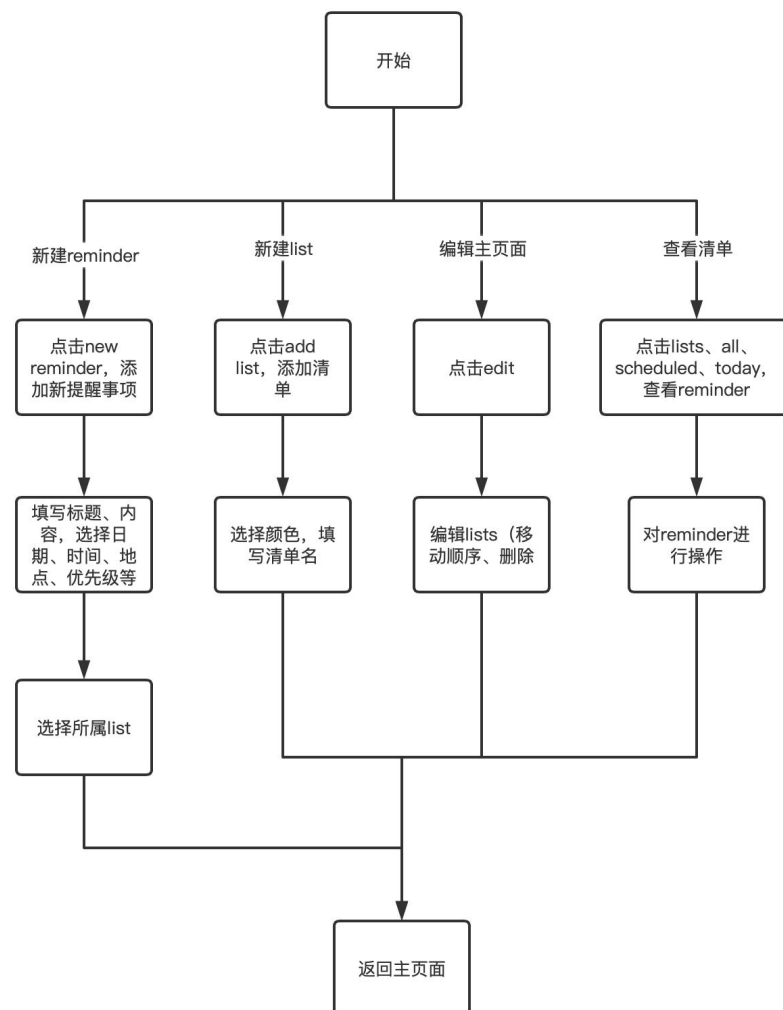 开始
新建reminder
新建list
编辑主页面
查看清单
点击new
reminder，添
加新提醒事项
点击add
list，添加清
单
点击edit
点击lists、all、
scheduled、today，
查看reminder
填写标题、内
容，选择日
期、时间、地
点、优先级等
选择颜色，填
写清单名
编辑lists（移
动顺序、删除
对reminder进
行操作
选择所属list
返回主页面